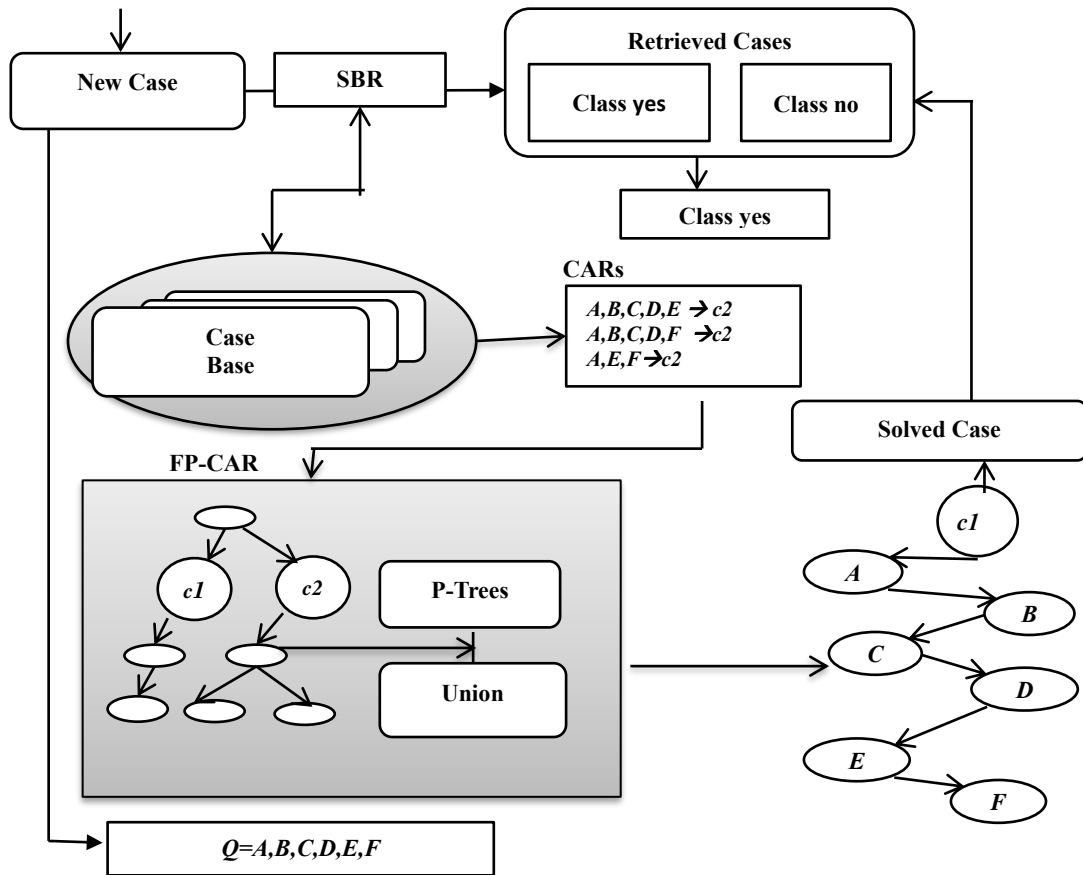 New Case
SBR
Retrieved Cases
Class yes
Class no
Class yes
Case
Base
CARs
A,B,C,D,E → c2
A,B,C,D,F → c2
A,E,F→c2
Solved Case
FP-CAR
c1
c2
P-Trees
Union
c1
A
B
C
D
E
F
Q=A,B,C,D,E,F